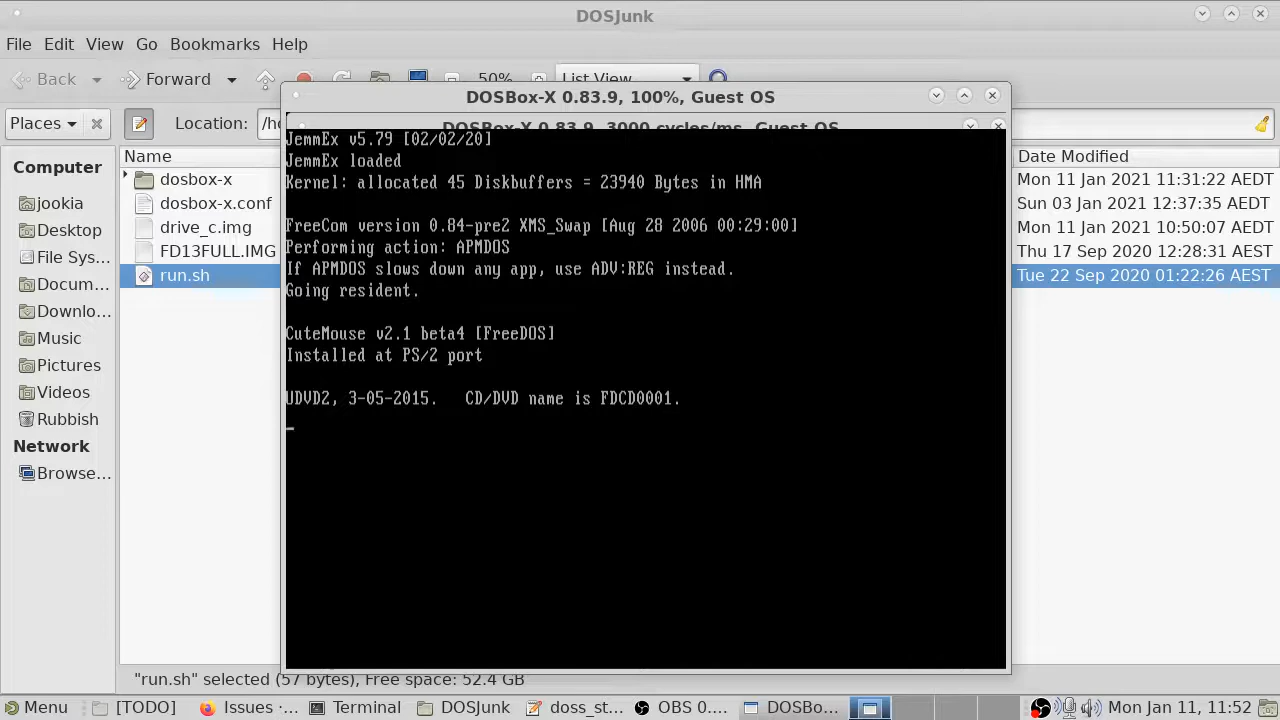 DOSJunk
File Edit View Go Bookmarks Help
Back Forward 50% List View
DOSBox-X 0.83.9, 100%, Guest OS
Places Location: /ho
DOSBox-X 0.83.9, 3000 cycles/ms, Guest OS
Computer
jookia
Desktop
File Sys...
Docum...
Downlo...
Music
Pictures
Videos
Rubbish
Network
Browse...
Name Date Modified
dosbox-x Mon 11 Jan 2021 11:31:22 AEDT
dosbox-x.conf Sun 03 Jan 2021 12:37:35 AEDT
drive_c.img Mon 11 Jan 2021 10:50:07 AEDT
FD13FULL.IMG Thu 17 Sep 2020 12:28:31 AEST
run.sh Tue 22 Sep 2020 01:22:26 AEST
JemmEx v5.79 [02/02/20]
JemmEx loaded
Kernel: allocated 45 Diskbuffers = 23940 Bytes in HMA
FreeCom version 0.84-pre2 XMS_Swap [Aug 28 2006 00:29:00]
Performing action: APMDOS
If APMDOS slows down any app, use ADV:REG instead.
Going resident.
CuteMouse v2.1 beta4 [FreeDOS]
Installed at PS/2 port
UDVD2, 3-05-2015. CD/DVD name is FDCD0001.
"run.sh" selected (57 bytes), Free space: 52.4 GB
Menu [TODO] Issues ·... Terminal DOSJunk doss_st... OBS 0.... DOSBo... Mon Jan 11, 11:52